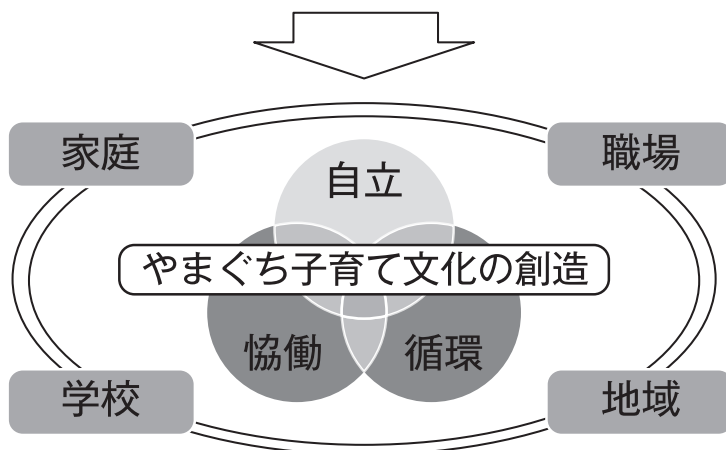 家庭
職場
自立
やまぐち子育て文化の創造
恊働
循環
学校
地域